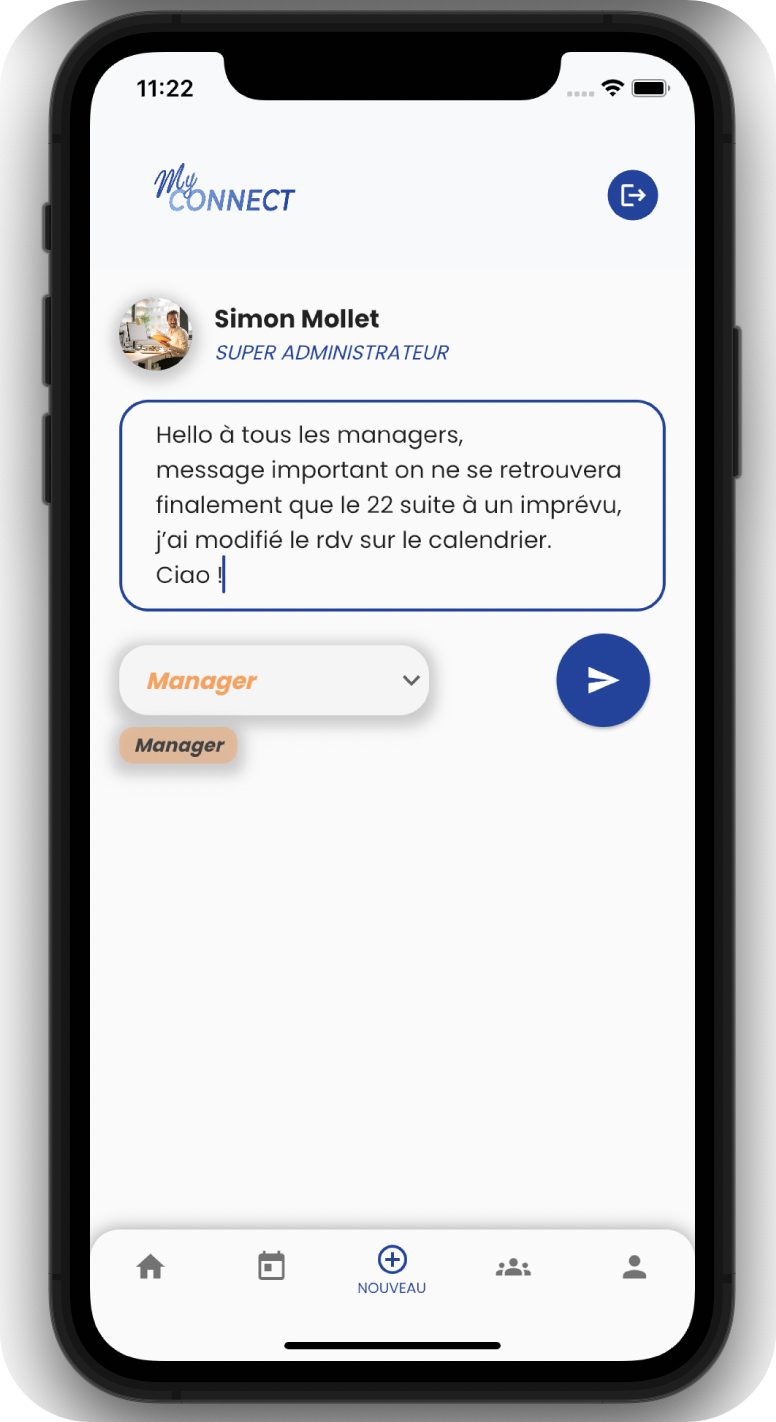 11:22
My
CONNECT
Simon Mollet
SUPER ADMINISTRATEUR
Hello à tous les managers,
message important on ne se retrouvera
finalement que le 22 suite à un imprévu,
j’ai modifié le rdv sur le calendrier.
Ciao !
Manager
Manager
NOUVEAU